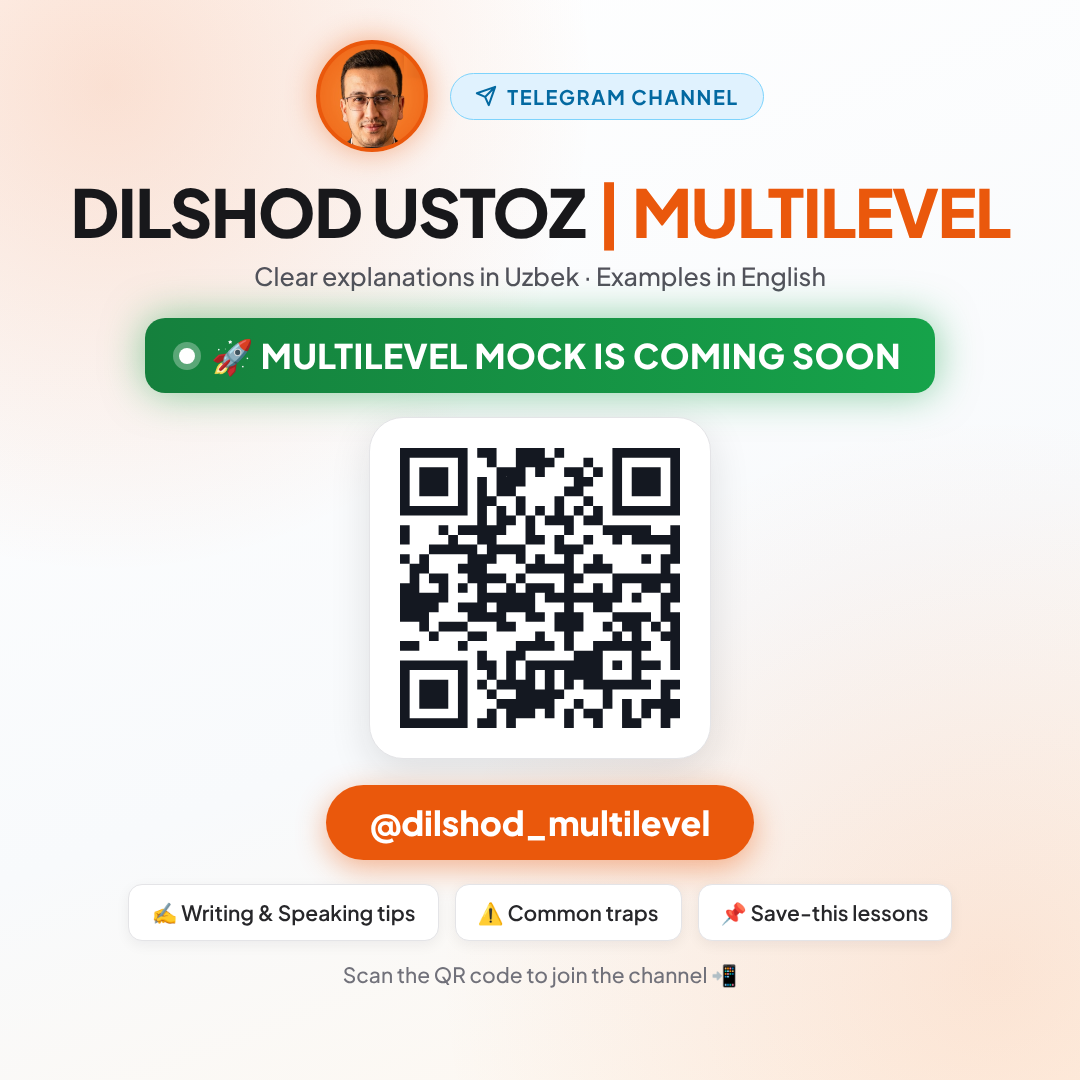 TELEGRAM CHANNEL
DILSHOD USTOZ | MULTILEVEL
Clear explanations in Uzbek · Examples in English
🚀 MULTILEVEL MOCK IS COMING SOON
@dilshod_multilevel
✍️ Writing & Speaking tips
⚠️ Common traps
📌 Save-this lessons
Scan the QR code to join the channel 📲